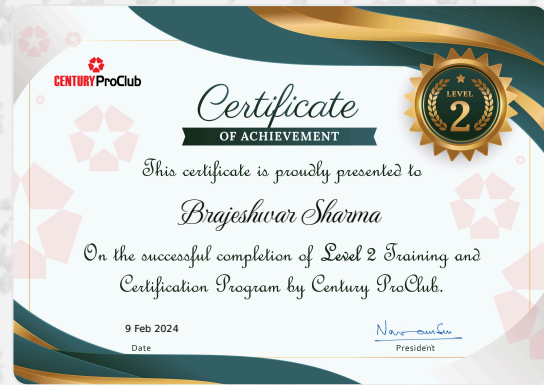 CENTURY ProClub
Certificate
OF ACHIEVEMENT
LEVEL
2
This certificate is proudly presented to
Brajeshwar Sharma
On the successful completion of Level 2 Training and
Certification Program by Century ProClub.
9 Feb 2024
Date
President